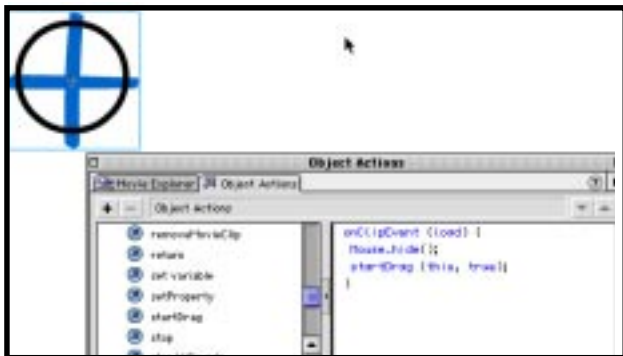 Object Actions
Movie Explorer Object Actions
+ - Object Actions
removeMovieClip
return
set variable
setProperty
startDrag
stop
onClipEvent (load) {
Mouse.hide();
startDrag (this, true);
}